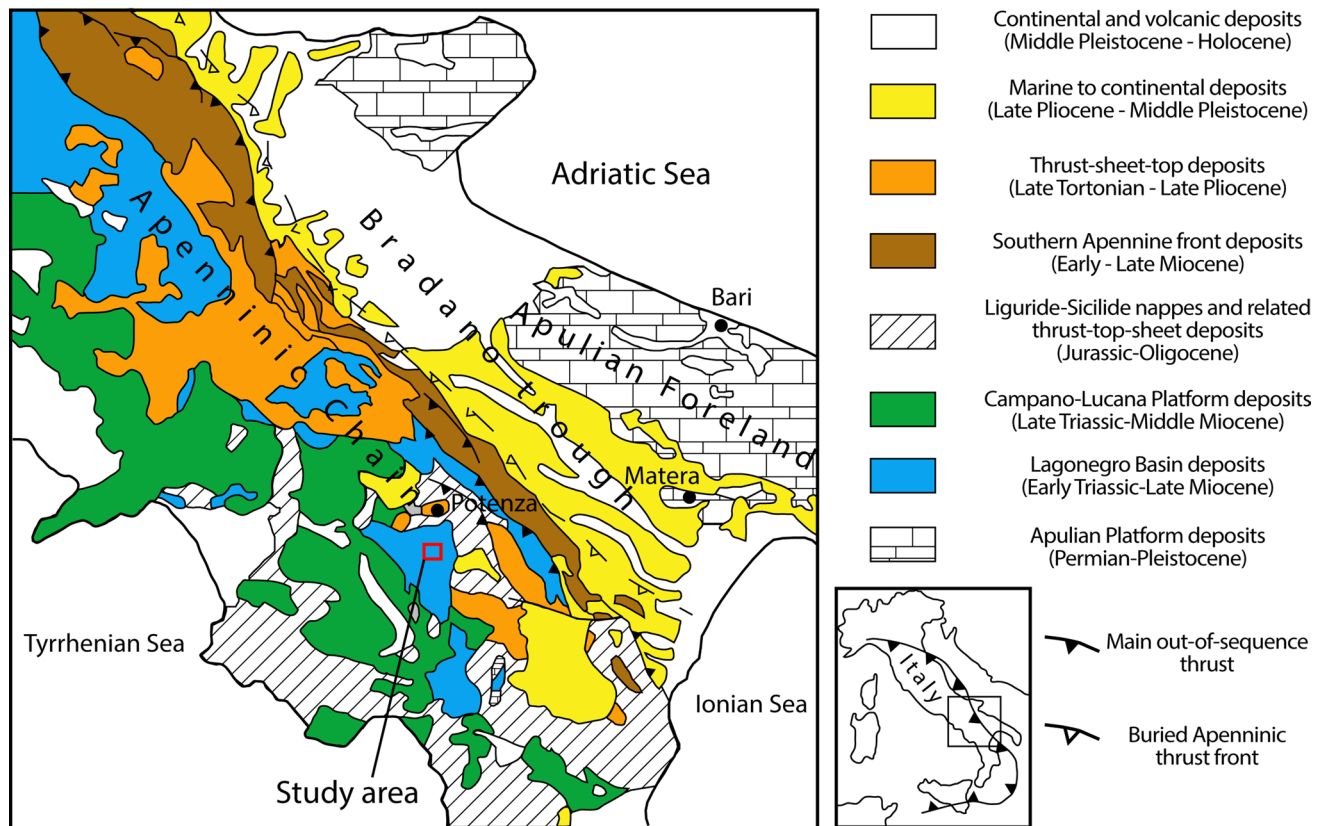 Adriatic Sea
Apenninic Chain
Bradano trough
Apulian Foreland
Bari
Matera
Potenza
Tyrrhenian Sea
Ionian Sea
Study area
Continental and volcanic deposits
(Middle Pleistocene - Holocene)
Marine to continental deposits
(Late Pliocene - Middle Pleistocene)
Thrust-sheet-top deposits
(Late Tortonian - Late Pliocene)
Southern Apennine front deposits
(Early - Late Miocene)
Liguride-Sicilide nappes and related
thrust-top-sheet deposits
(Jurassic-Oligocene)
Campano-Lucana Platform deposits
(Late Triassic-Middle Miocene)
Lagonegro Basin deposits
(Early Triassic-Late Miocene)
Apulian Platform deposits
(Permian-Pleistocene)
Italy
Main out-of-sequence
thrust
Buried Apenninic
thrust front